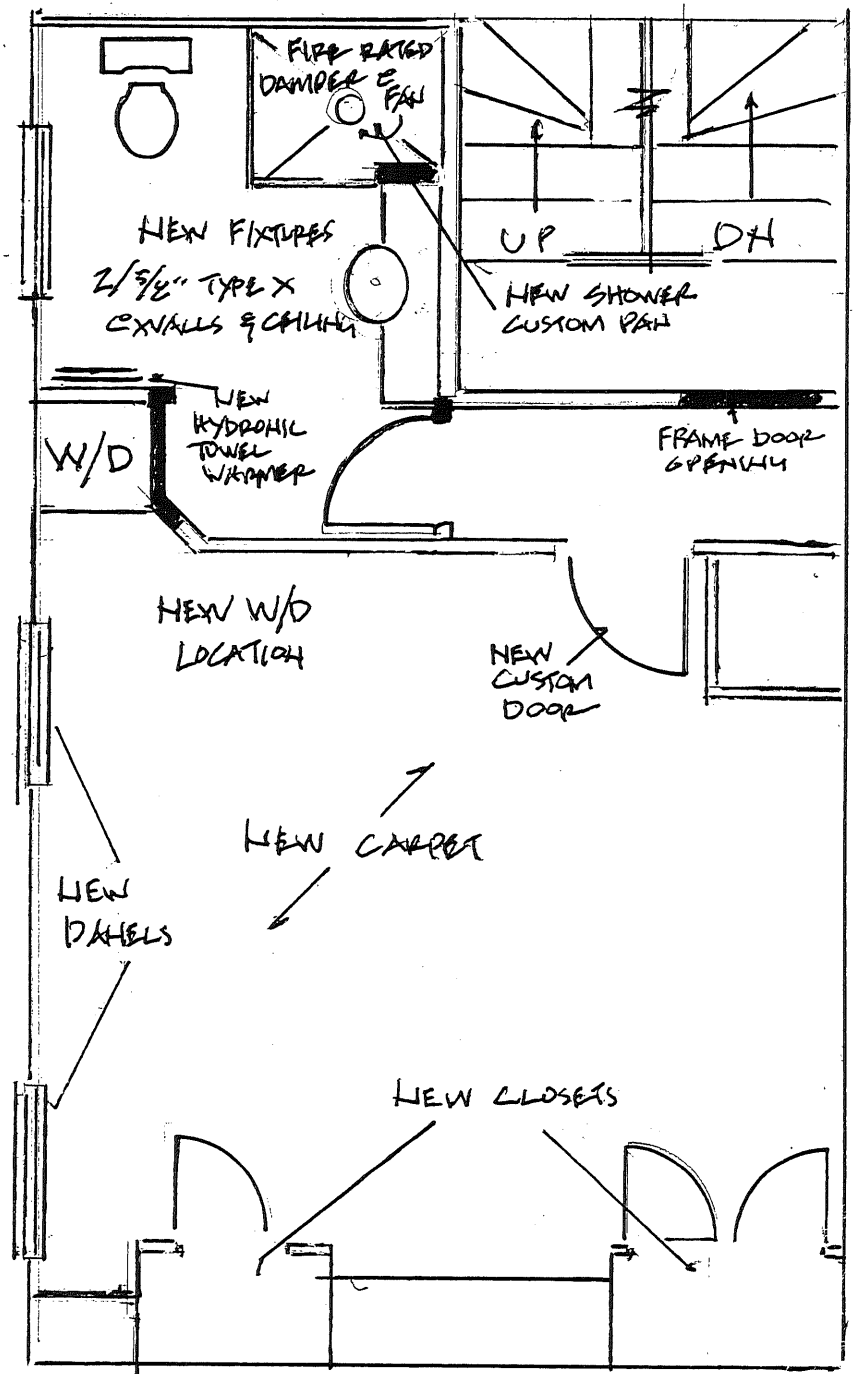 FIRE RATED
DAMPER @
FAN
UP
DN
NEW FIXTURES
2/5/8" TYPE X
@ WALLS & CEILING
NEW SHOWER
CUSTOM PAN
NEW
HYDRONIC
TOWEL
WARMER
W/D
FRAME DOOR
OPENING
NEW W/D
LOCATION
NEW
CUSTOM
DOOR
NEW CARPET
NEW
PANELS
NEW CLOSETS